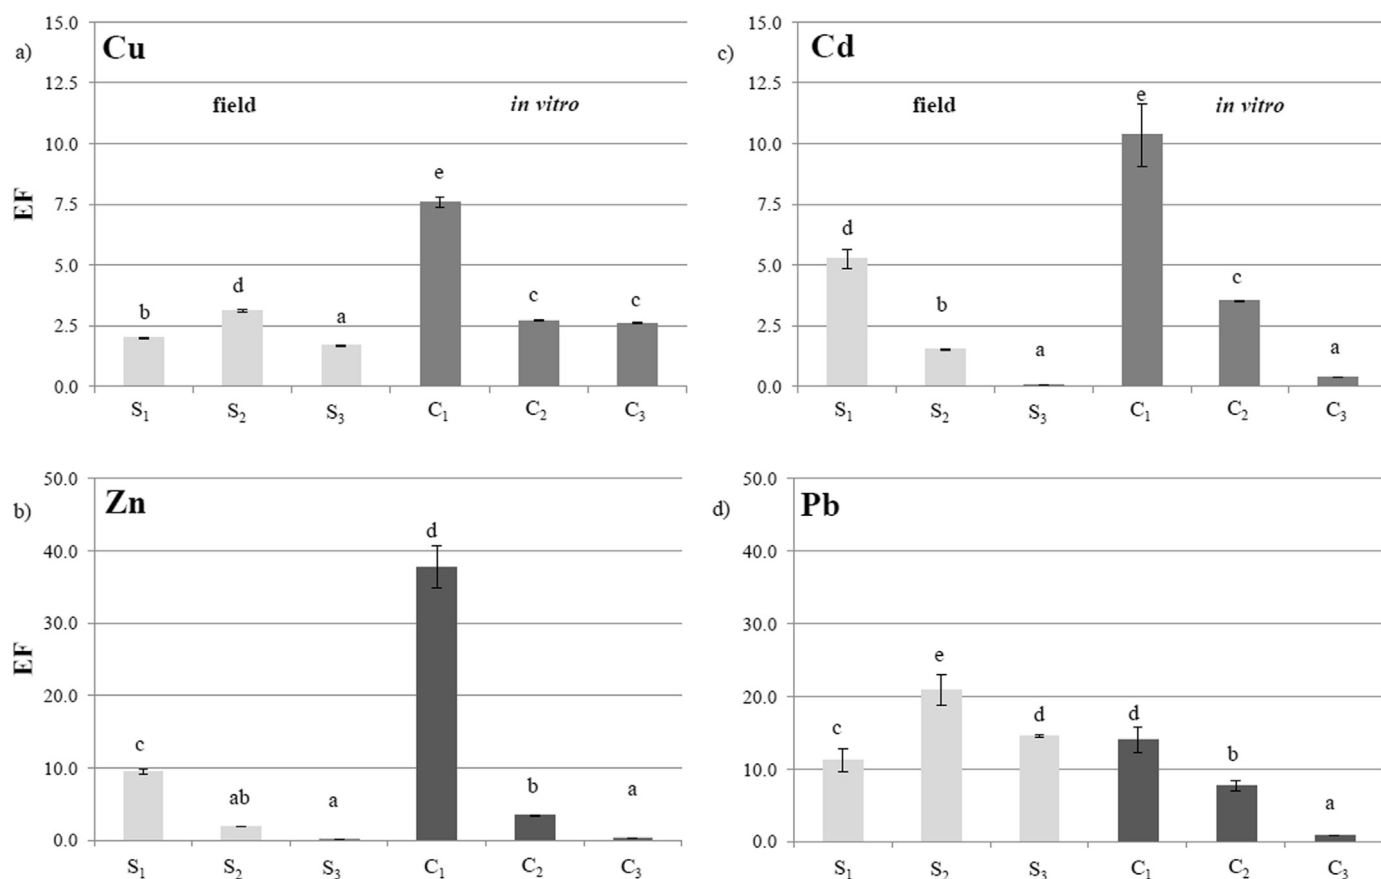 a)
Cu
15.0
12.5
10.0
7.5
5.0
2.5
0.0
EF
field
in vitro
b
d
a
e
c
c
S₁ S₂ S₃ C₁ C₂ C₃
c)
Cd
15.0
12.5
10.0
7.5
5.0
2.5
0.0
field
in vitro
d
b
a
e
c
a
S₁ S₂ S₃ C₁ C₂ C₃
b)
Zn
50.0
40.0
30.0
20.0
10.0
0.0
EF
c
ab
a
d
b
a
S₁ S₂ S₃ C₁ C₂ C₃
d)
Pb
50.0
40.0
30.0
20.0
10.0
0.0
c
e
d
d
b
a
S₁ S₂ S₃ C₁ C₂ C₃